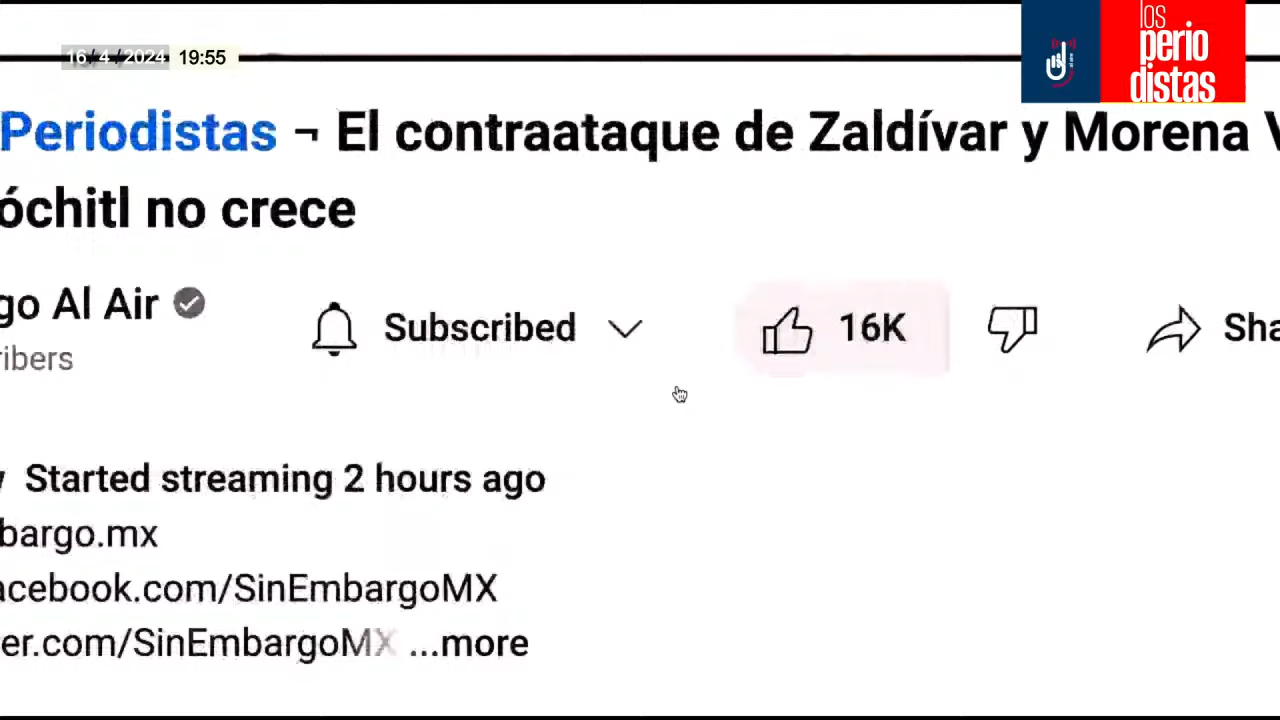 16/4/2024 19:55
los
perio
distas
Periodistas ¬ El contraataque de Zaldívar y Morena V
óchitl no crece
go Al Air
Subscribed
16K
Sha
ribers
Started streaming 2 hours ago
bargo.mx
acebook.com/SinEmbargoMX
er.com/SinEmbargoMX ...more